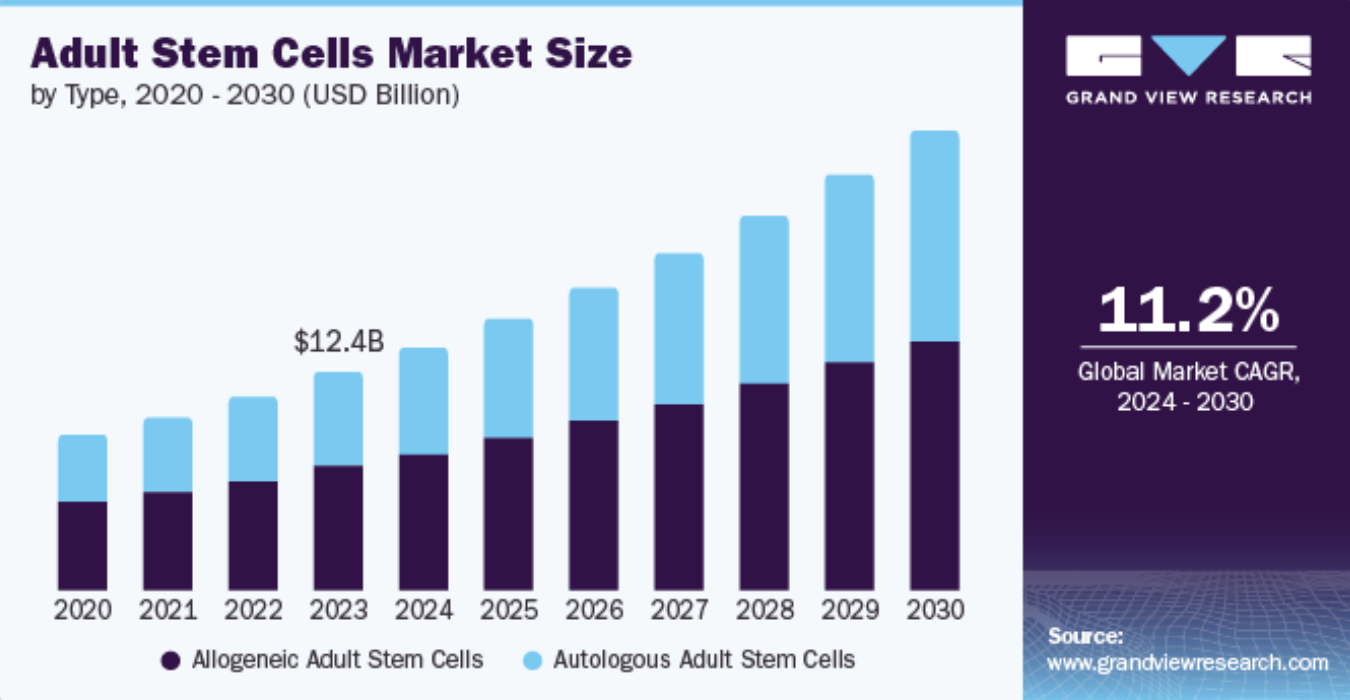 Adult Stem Cells Market Size
by Type, 2020 - 2030 (USD Billion)
$12.4B
2020 2021 2022 2023 2024 2025 2026 2027 2028 2029 2030
Allogeneic Adult Stem Cells Autologous Adult Stem Cells
GRAND VIEW RESEARCH
11.2%
Global Market CAGR,
2024 - 2030
Source:
www.grandviewresearch.com